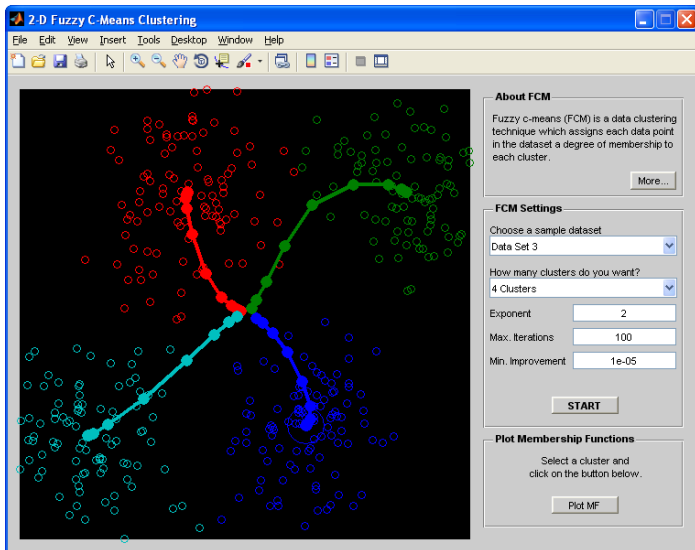 2-D Fuzzy C-Means Clustering
File Edit View Insert Tools Desktop Window Help
About FCM
Fuzzy c-means (FCM) is a data clustering
technique which assigns each data point
in the dataset a degree of membership to
each cluster.
More...
FCM Settings
Choose a sample dataset
Data Set 3
How many clusters do you want?
4 Clusters
Exponent 2
Max. Iterations 100
Min. Improvement 1e-05
START
Plot Membership Functions
Select a cluster and
click on the button below.
Plot MF